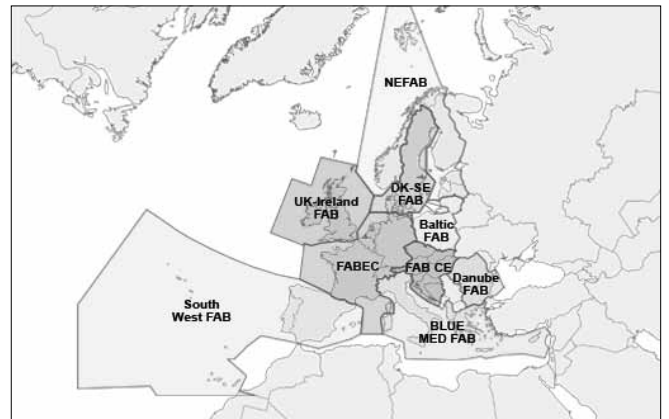 NEFAB
DK-SE
FAB
UK-Ireland
FAB
Baltic
FAB
FABEC
FAB CE
Danube
FAB
South
West FAB
BLUE
MED FAB